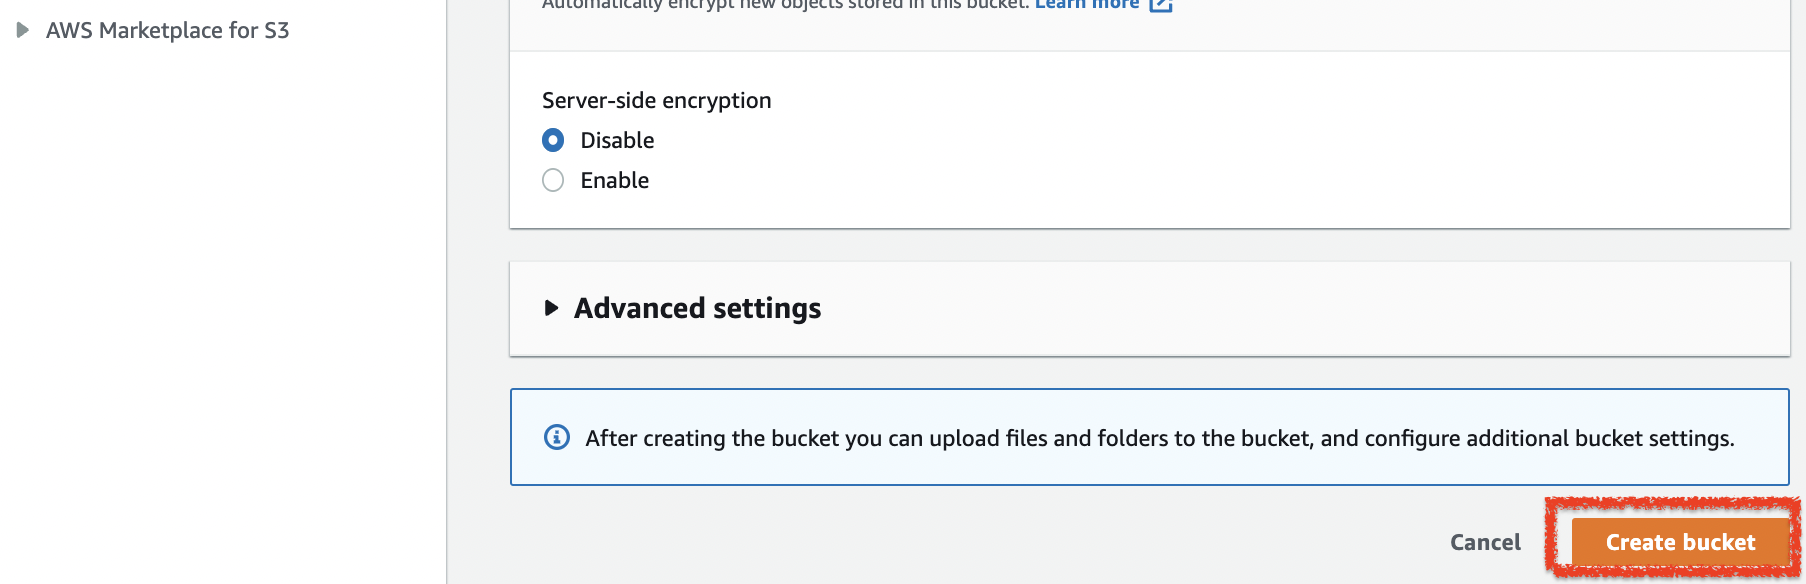 AWS Marketplace for S3
Automatically encrypt new objects stored in this bucket. Learn more
Server-side encryption
Disable
Enable
Advanced settings
After creating the bucket you can upload files and folders to the bucket, and configure additional bucket settings.
Cancel
Create bucket